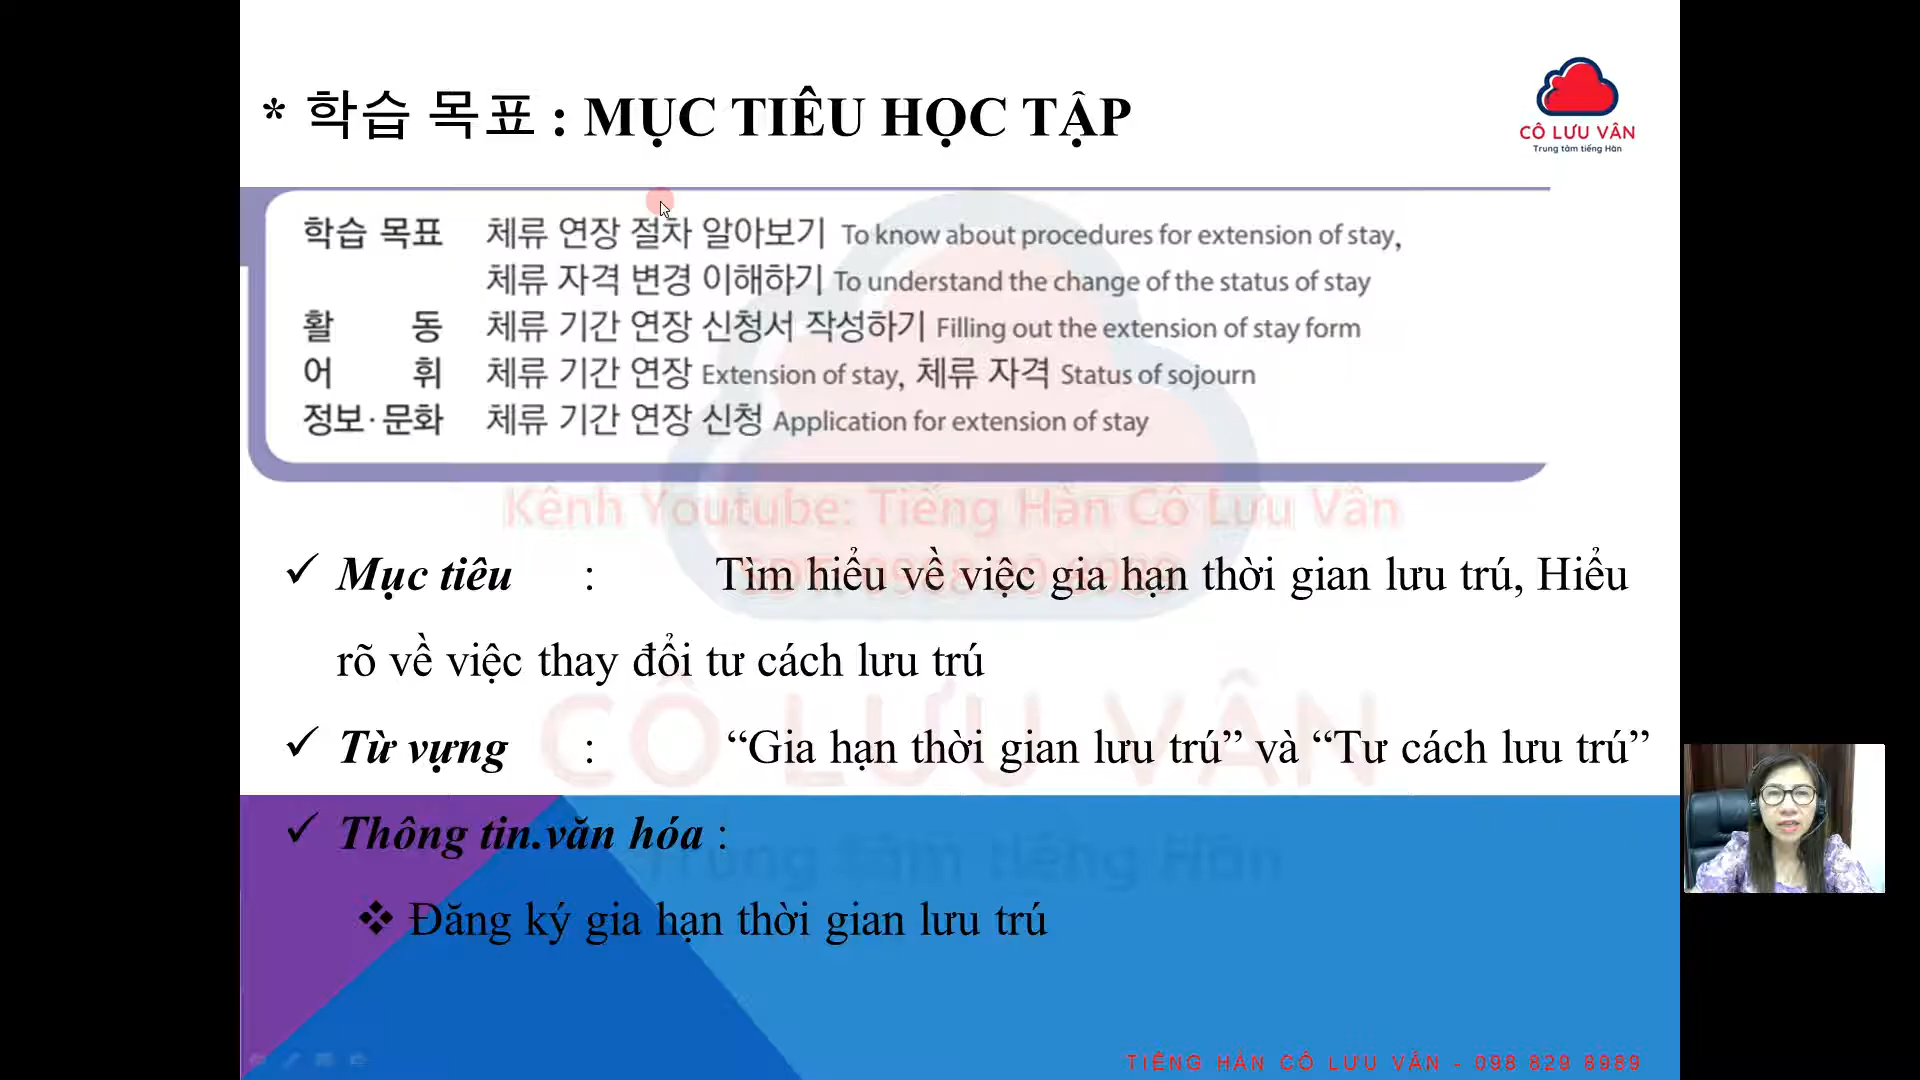 * 학습 목표 : MỤC TIÊU HỌC TẬP
CÔ LƯU VÂN
Trung tâm tiếng Hàn
학습 목표 체류 연장 절차 알아보기 To know about procedures for extension of stay,
체류 자격 변경 이해하기 To understand the change of the status of stay
활 동 체류 기간 연장 신청서 작성하기 Filling out the extension of stay form
어 휘 체류 기간 연장 Extension of stay, 체류 자격 Status of sojourn
정보·문화 체류 기간 연장 신청 Application for extension of stay
Kênh Youtube: Tiếng Hàn Cô Lưu Vân
✓ Mục tiêu : Tìm hiểu về việc gia hạn thời gian lưu trú, Hiểu
rõ về việc thay đổi tư cách lưu trú
CÔ LƯU VÂN
✓ Từ vựng : “Gia hạn thời gian lưu trú” và “Tư cách lưu trú”
✓ Thông tin.văn hóa :
Trung tâm tiếng Hàn
❖ Đăng ký gia hạn thời gian lưu trú
TIẾNG HÀN CÔ LƯU VÂN - 098 829 8989